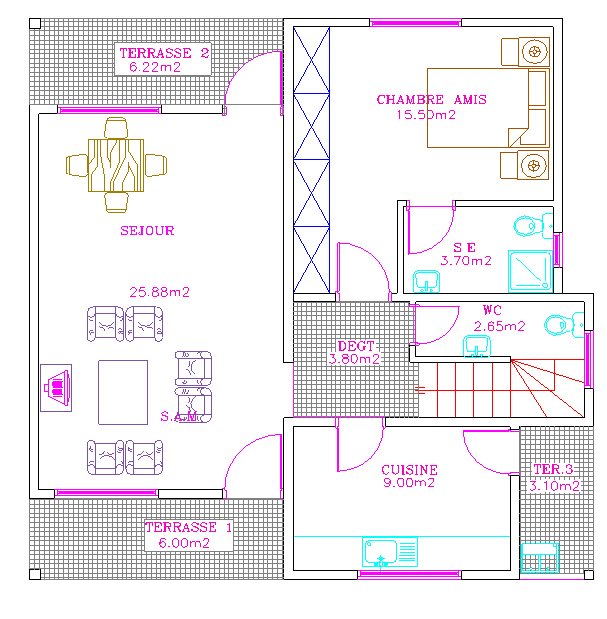 TERRASSE 2
6.22m2
CHAMBRE AMIS
15.50m2
SEJOUR
25.88m2
S E
3.70m2
WC
2.65m2
DEGT
3.80m2
S.A.M
CUISINE
9.00m2
TER.3
3.10m2
TERRASSE 1
6.00m2